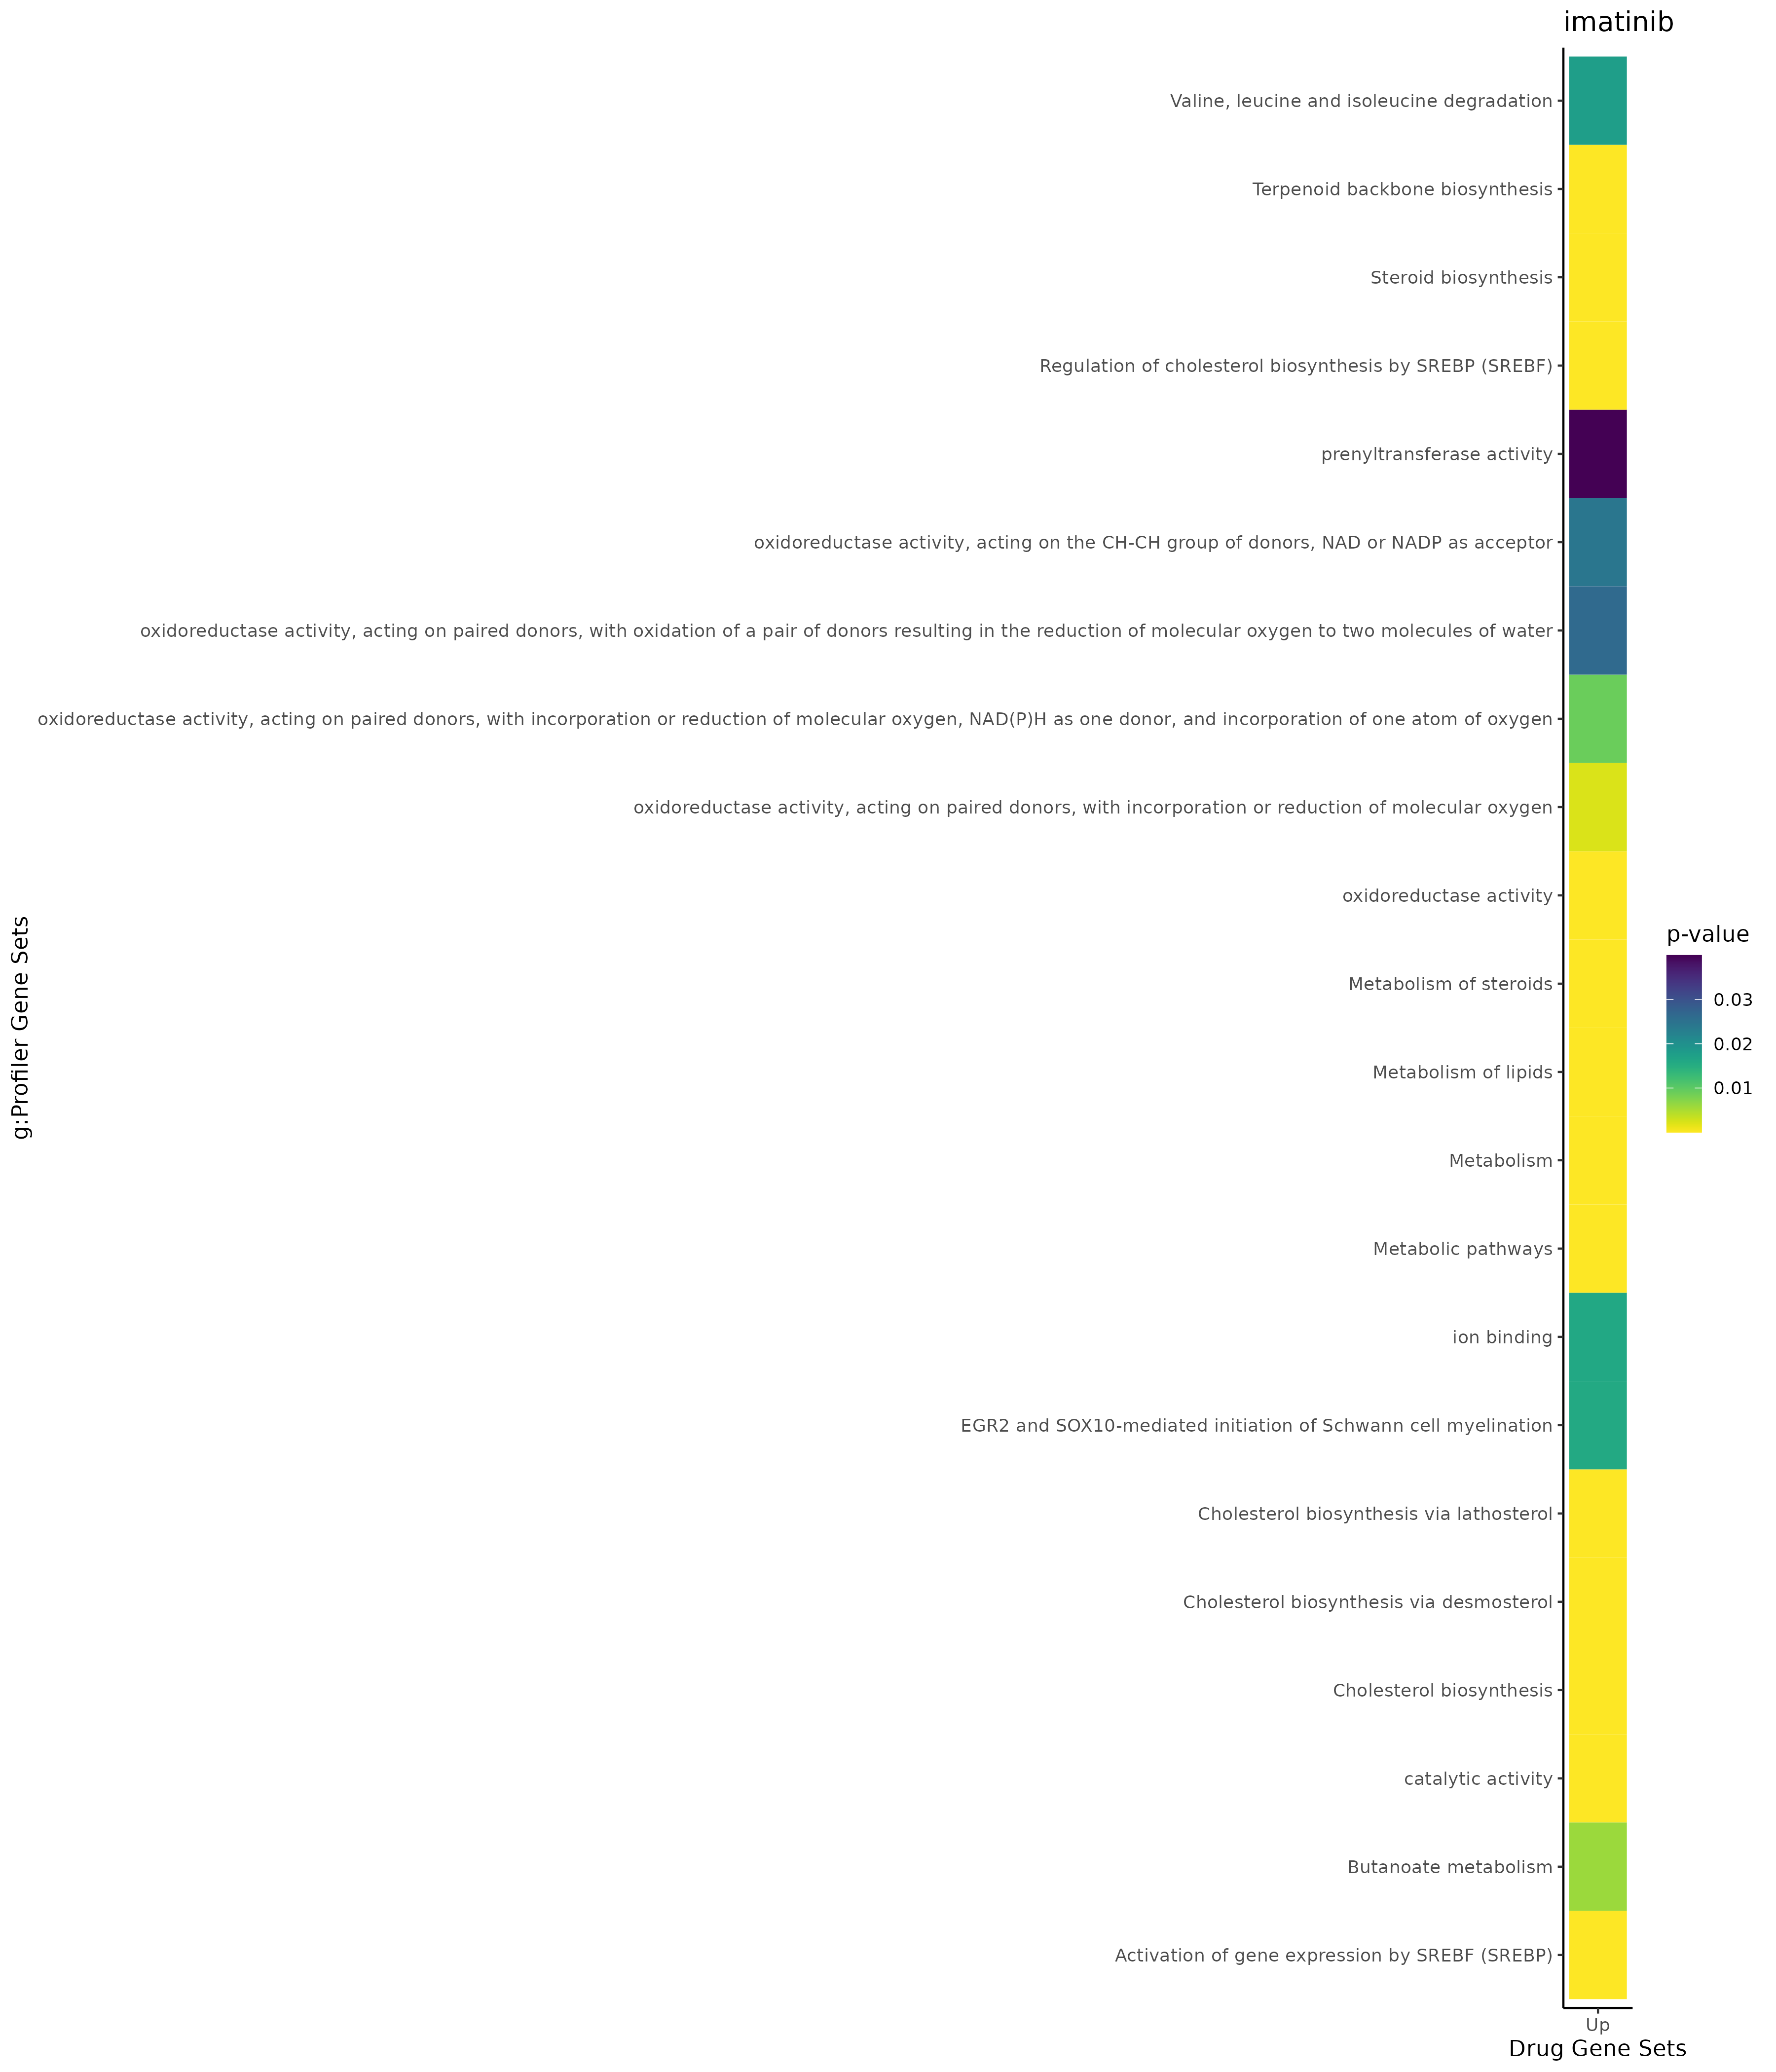 imatinib
Valine, leucine and isoleucine degradation
Terpenoid backbone biosynthesis
Steroid biosynthesis
Regulation of cholesterol biosynthesis by SREBP (SREBF)
prenyltransferase activity
oxidoreductase activity, acting on the CH-CH group of donors, NAD or NADP as acceptor
oxidoreductase activity, acting on paired donors, with oxidation of a pair of donors resulting in the reduction of molecular oxygen to two molecules of water
oxidoreductase activity, acting on paired donors, with incorporation or reduction of molecular oxygen, NAD(P)H as one donor, and incorporation of one atom of oxygen
oxidoreductase activity, acting on paired donors, with incorporation or reduction of molecular oxygen
oxidoreductase activity
Metabolism of steroids
Metabolism of lipids
Metabolism
Metabolic pathways
ion binding
EGR2 and SOX10-mediated initiation of Schwann cell myelination
Cholesterol biosynthesis via lathosterol
Cholesterol biosynthesis via desmosterol
Cholesterol biosynthesis
catalytic activity
Butanoate metabolism
Activation of gene expression by SREBF (SREBP)
g:Profiler Gene Sets
Up
Drug Gene Sets
p-value
0.03
0.02
0.01